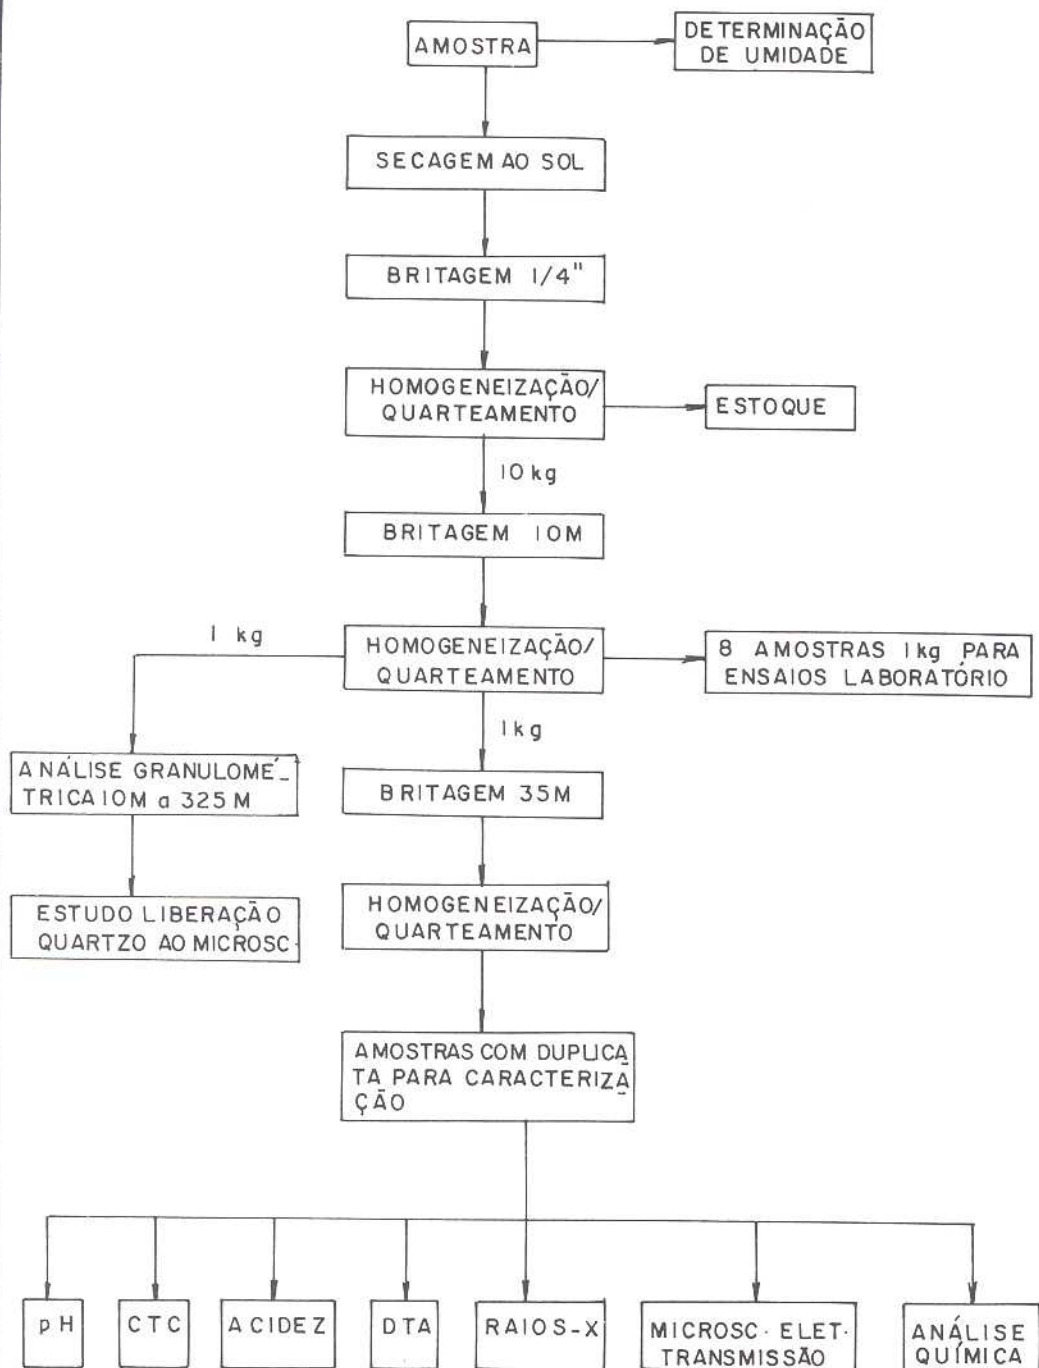 AMOSTRA
DETERMINAÇÃO
DE UMIDADE
SECAGEM AO SOL
BRITAGEM 1/4"
HOMOGENEIZAÇÃO/
QUARTEAMENTO
ESTOQUE
10 kg
BRITAGEM 10M
1 kg
HOMOGENEIZAÇÃO/
QUARTEAMENTO
8 AMOSTRAS 1kg PARA
ENSAIOS LABORATÓRIO
1kg
ANÁLISE GRANULOMÉ_
TRICA 10M a 325 M
BRITAGEM 35M
ESTUDO LIBERAÇÃO
QUARTZO AO MICROSC.
HOMOGENEIZAÇÃO/
QUARTEAMENTO
AMOSTRAS COM DUPLICA
TA PARA CARACTERIZA
ÇÃO
pH
CTC
ACIDEZ
DTA
RAIOS-X
MICROSC. ELET.
TRANSMISSÃO
ANÁLISE
QUÍMICA